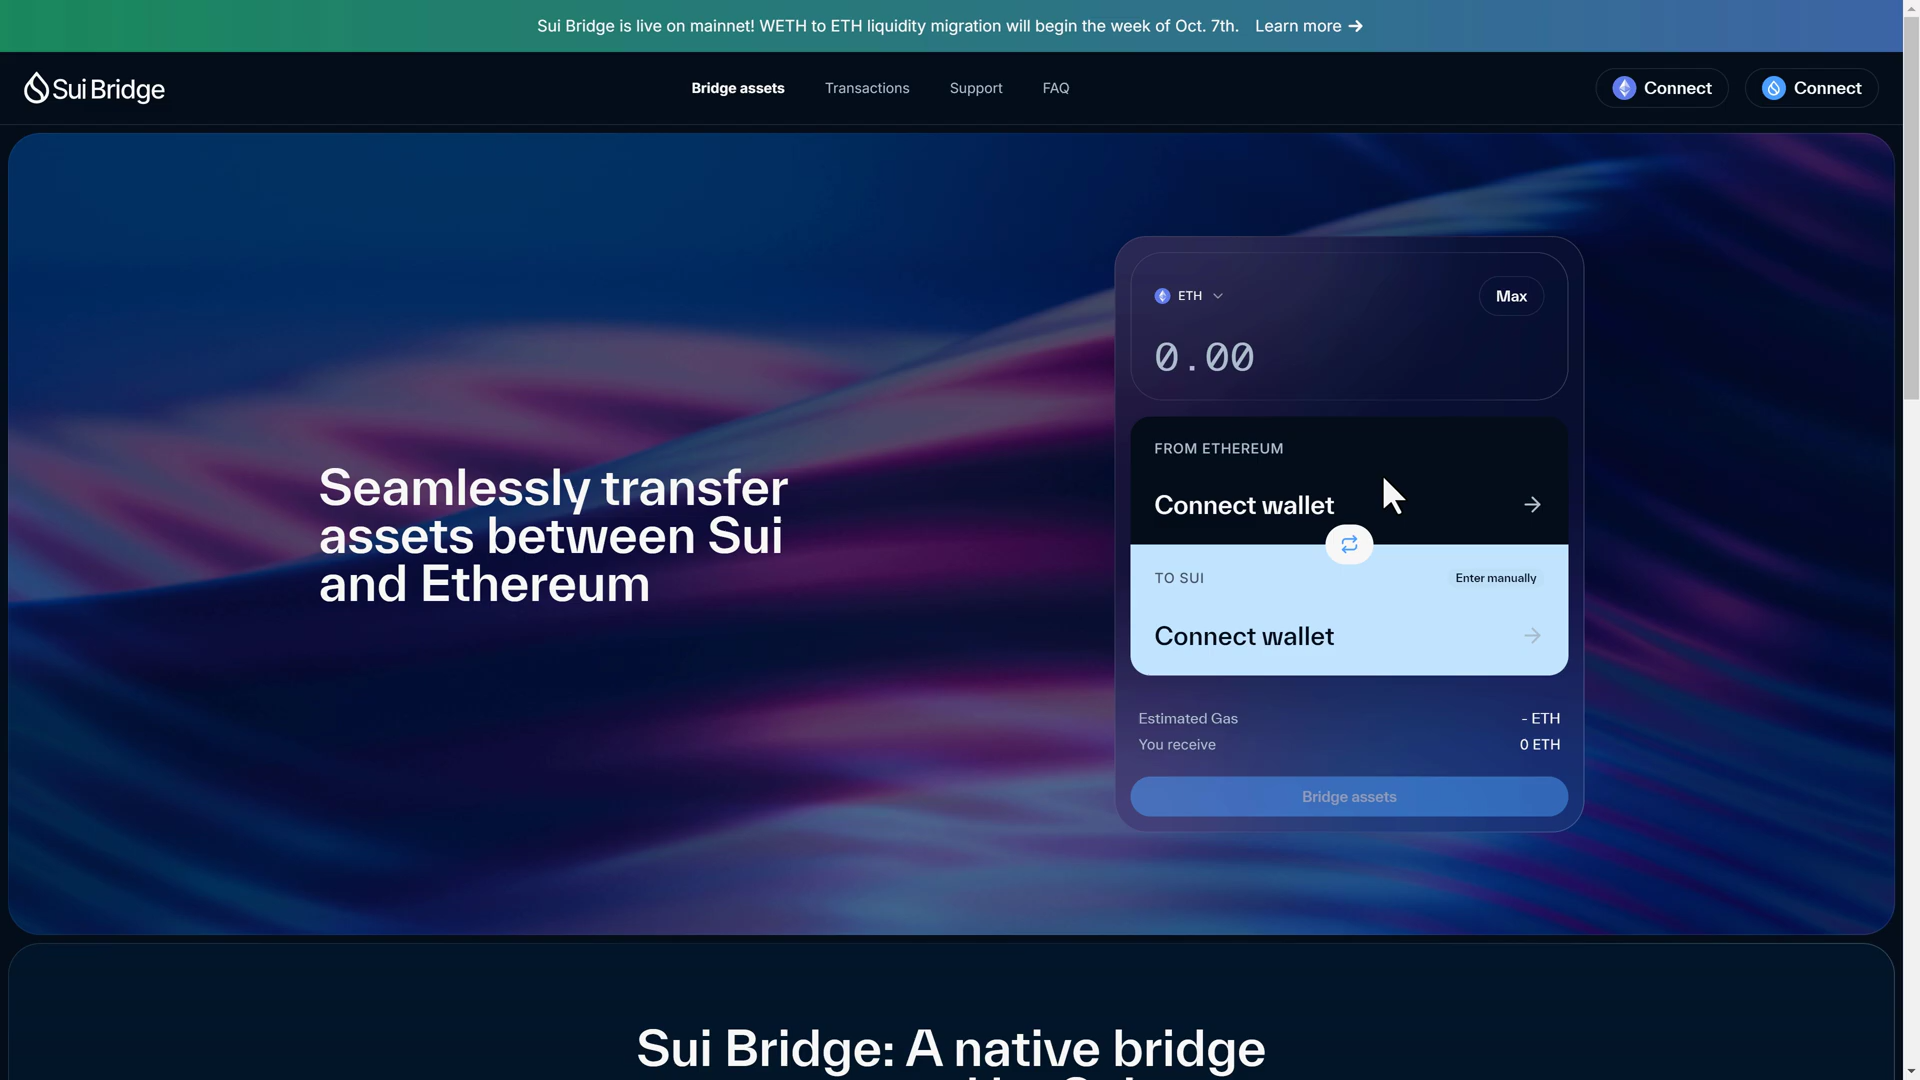 Sui Bridge is live on mainnet! WETH to ETH liquidity migration will begin the week of Oct. 7th. Learn more →
Sui Bridge
Bridge assets
Transactions
Support
FAQ
Connect
Connect
ETH
Max
0.00
FROM ETHEREUM
Connect wallet
TO SUI
Enter manually
Connect wallet
Seamlessly transfer
assets between Sui
and Ethereum
Estimated Gas
- ETH
You receive
0 ETH
Bridge assets
Sui Bridge: A native bridge